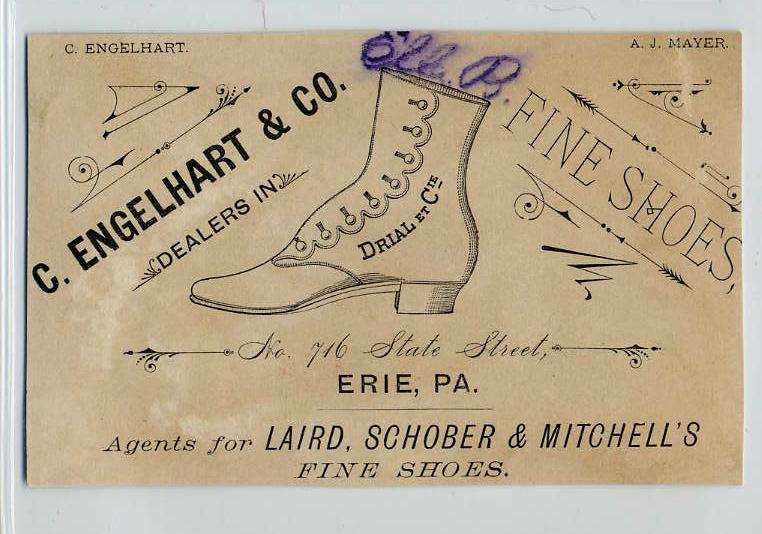 C. ENGELHART.
A. J. MAYER.
C. ENGELHART & CO.
DEALERS IN
FINE SHOES,
DRIAL ET CIE
No. 716 State Street,
ERIE, PA.
Agents for LAIRD, SCHOBER & MITCHELL'S
FINE SHOES.